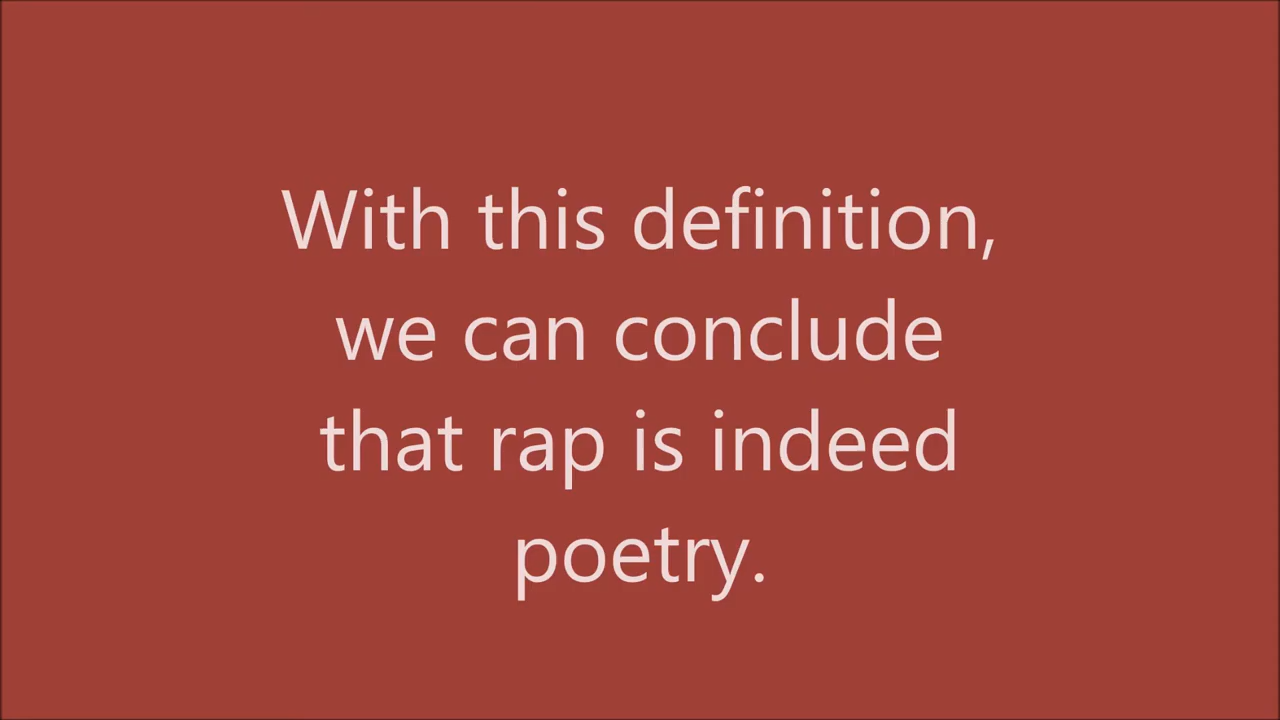 With this definition,
we can conclude
that rap is indeed
poetry.